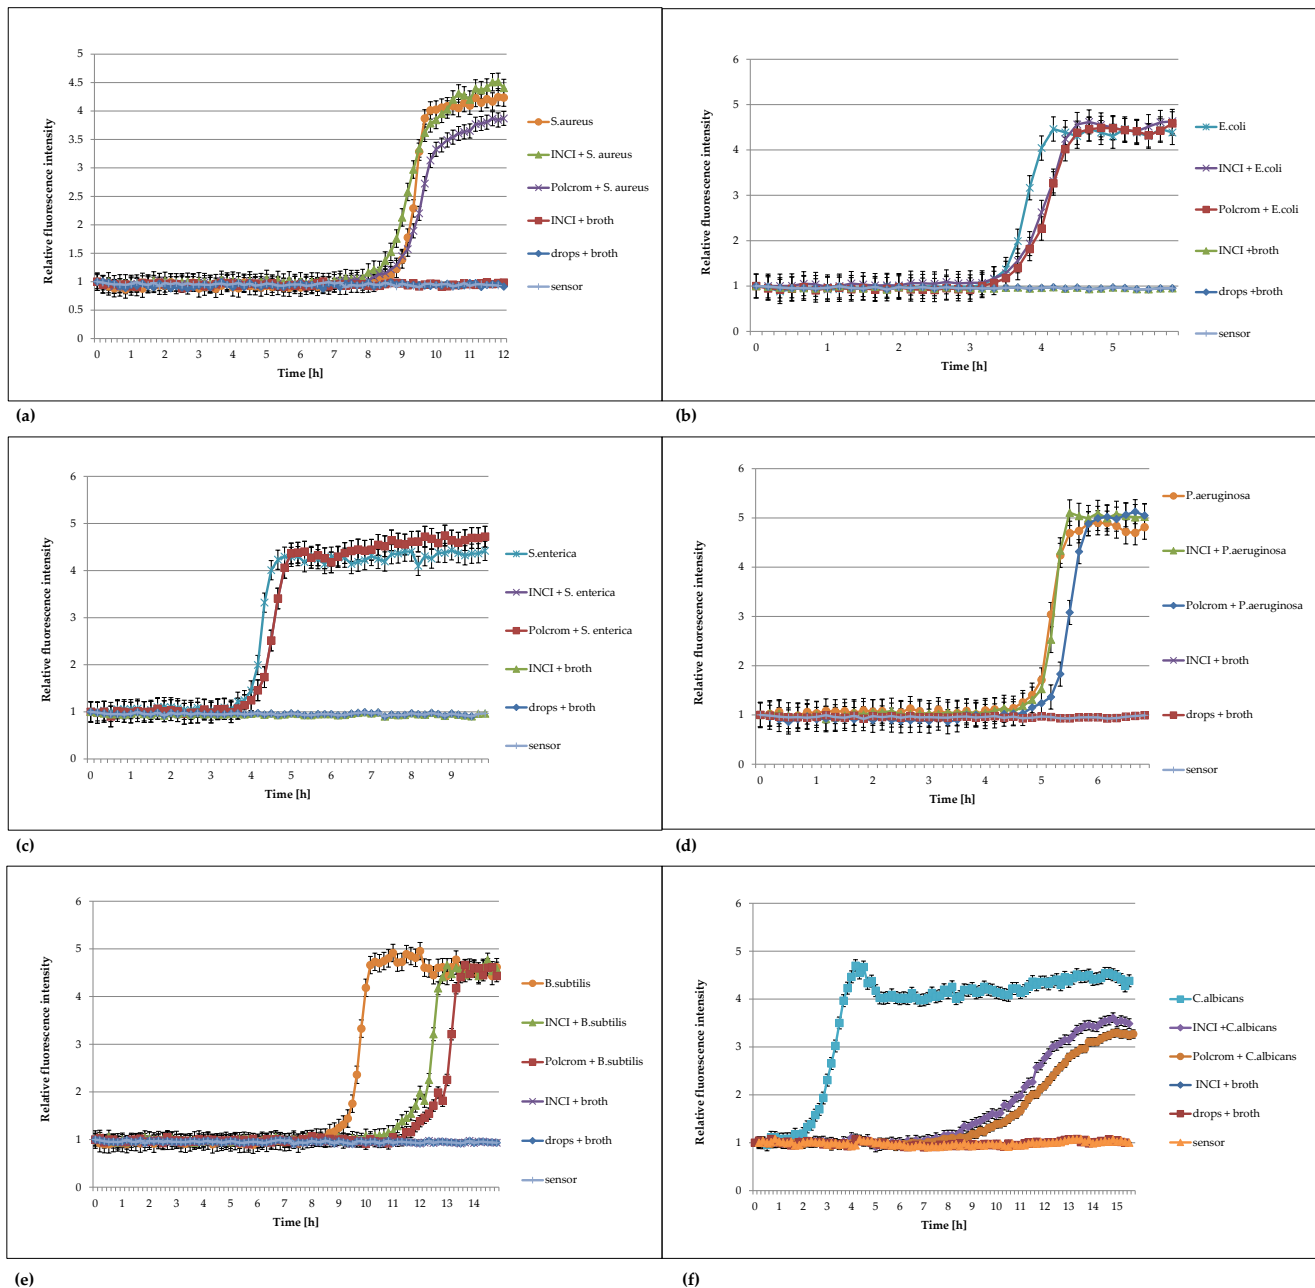 Relative fluorescence intensity
5
4.5
4
3.5
3
2.5
2
1.5
1
0.5
0
0 1 2 3 4 5 6 7 8 9 10 11 12
Time [h]
S.aureus
INCI + S. aureus
Polcrom + S. aureus
INCI + broth
drops + broth
sensor
(a)
Relative fluorescence intensity
6
5
4
3
2
1
0
0 1 2 3 4 5
Time [h]
E.coli
INCI + E.coli
Polcrom + E.coli
INCI +broth
drops +broth
sensor
(b)
Relative fluorescence intensity
6
5
4
3
2
1
0
0 1 2 3 4 5 6 7 8 9
Time [h]
S.enterica
INCI + S. enterica
Polcrom + S. enterica
INCI + broth
drops + broth
sensor
(c)
Relative fluorescence intensity
6
5
4
3
2
1
0
0 1 2 3 4 5 6
Time [h]
P.aeruginosa
INCI + P.aeruginosa
Polcrom + P.aeruginosa
INCI + broth
drops + broth
sensor
(d)
Relative fluorescence intensity
6
5
4
3
2
1
0
0 1 2 3 4 5 6 7 8 9 10 11 12 13 14
Time [h]
B.subtilis
INCI + B.subtilis
Polcrom + B.subtilis
INCI + broth
drops + broth
sensor
(e)
Relative fluorescence intensity
6
5
4
3
2
1
0
0 1 2 3 4 5 6 7 8 9 10 11 12 13 14 15
Time [h]
C.albicans
INCI +C.albicans
Polcrom + C.albicans
INCI + broth
drops + broth
sensor
(f)